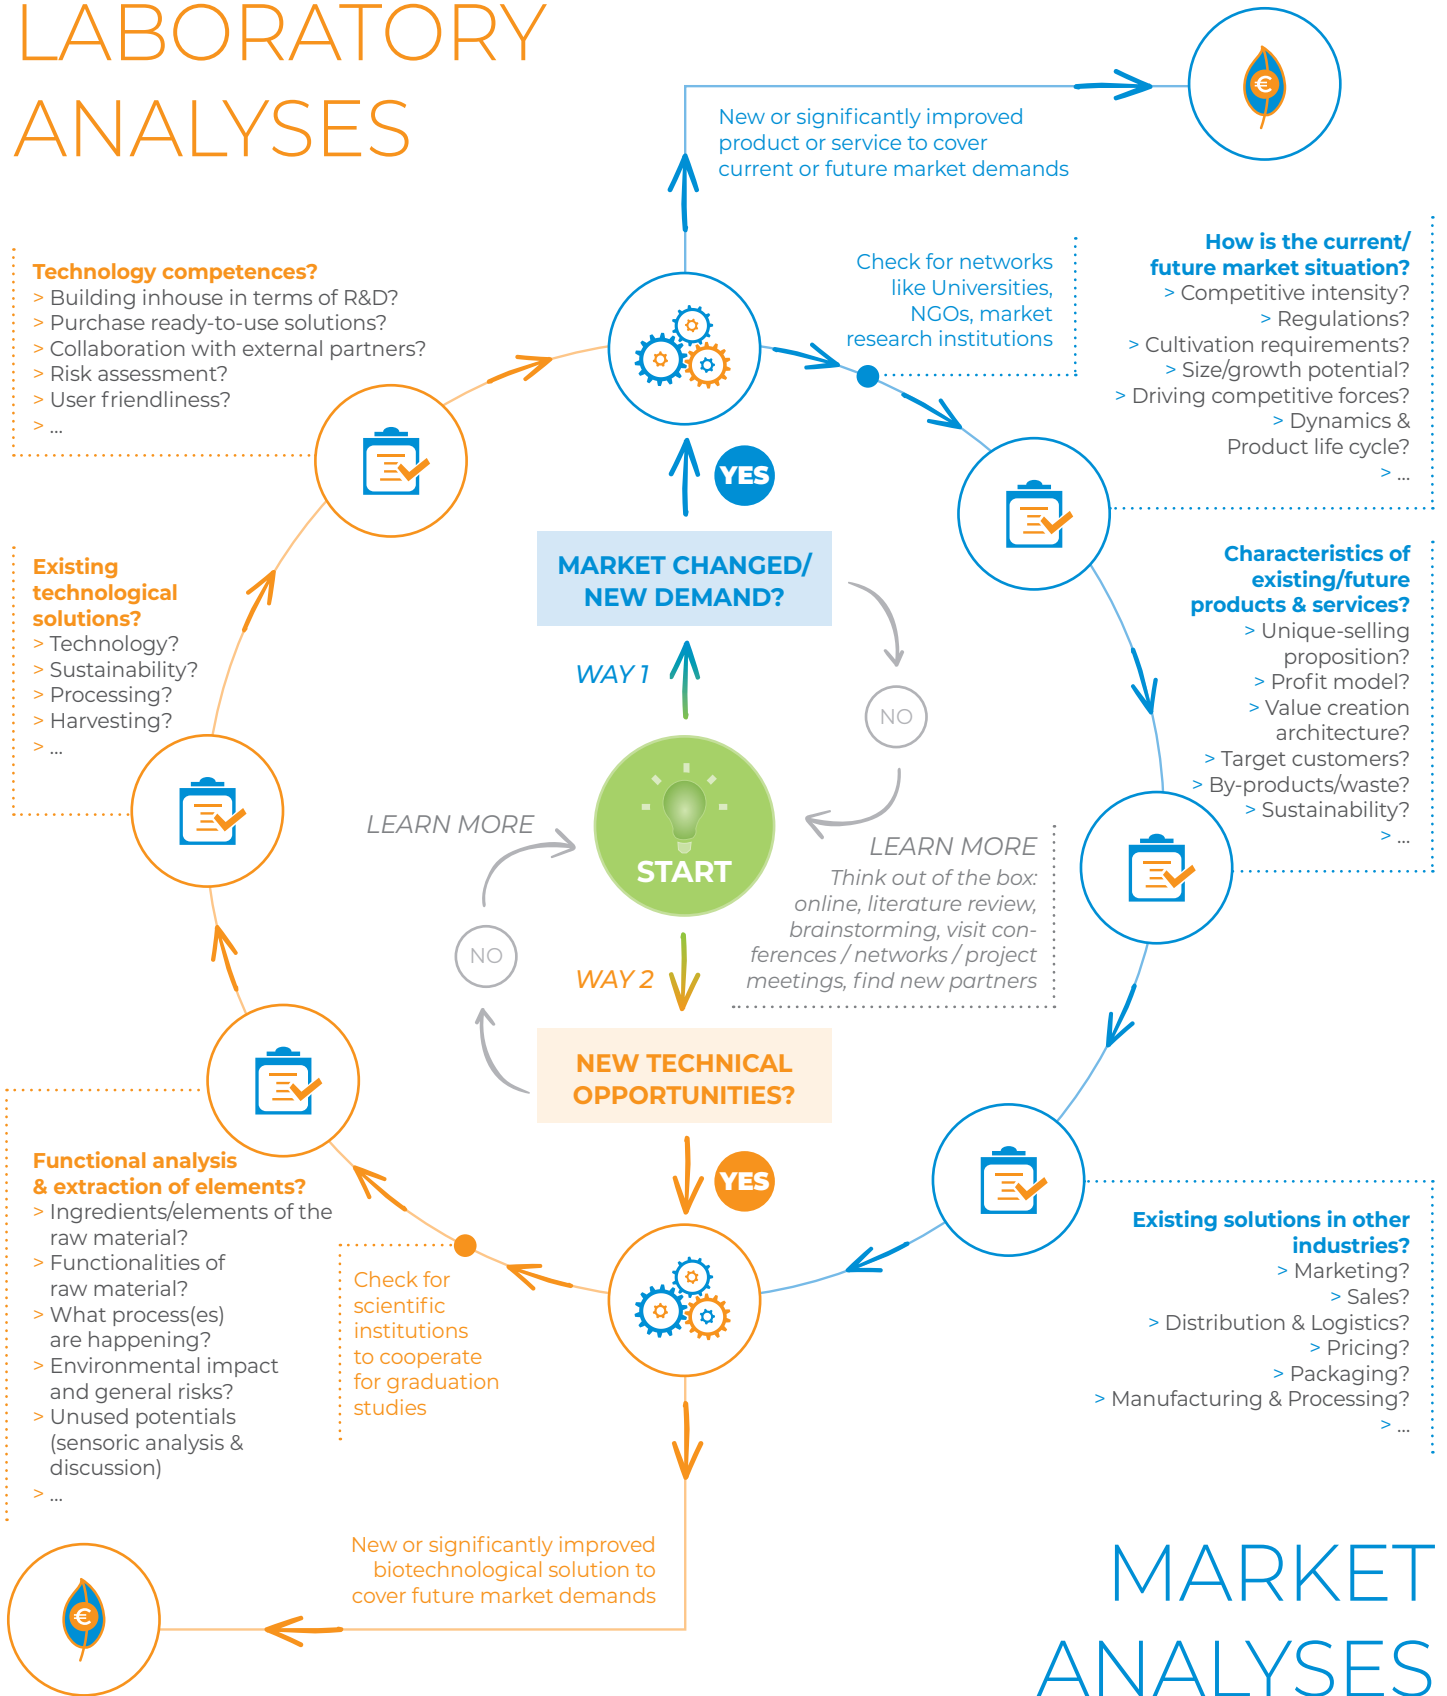 LABORATORY
ANALYSES
New or significantly improved
product or service to cover
current or future market demands
€
Technology competences?
> Building inhouse in terms of R&D?
> Purchase ready-to-use solutions?
> Collaboration with external partners?
> Risk assessment?
> User friendliness?
> ...
Check for networks
like Universities,
NGOs, market
research institutions
How is the current/
future market situation?
> Competitive intensity?
> Regulations?
> Cultivation requirements?
> Size/growth potential?
> Driving competitive forces?
> Dynamics &
Product life cycle?
> ...
YES
MARKET CHANGED/
NEW DEMAND?
WAY 1
NO
Existing
technological
solutions?
> Technology?
> Sustainability?
> Processing?
> Harvesting?
> ...
Characteristics of
existing/future
products & services?
> Unique-selling
proposition?
> Profit model?
> Value creation
architecture?
> Target customers?
> By-products/waste?
> Sustainability?
> ...
START
LEARN MORE
NO
LEARN MORE
Think out of the box:
online, literature review,
brainstorming, visit con-
ferences / networks / project
meetings, find new partners
WAY 2
NEW TECHNICAL
OPPORTUNITIES?
YES
Functional analysis
& extraction of elements?
> Ingredients/elements of the
raw material?
> Functionalities of
raw material?
> What process(es)
are happening?
> Environmental impact
and general risks?
> Unused potentials
(sensoric analysis &
discussion)
> ...
Check for
scientific
institutions
to cooperate
for graduation
studies
Existing solutions in other
industries?
> Marketing?
> Sales?
> Distribution & Logistics?
> Pricing?
> Packaging?
> Manufacturing & Processing?
> ...
New or significantly improved
biotechnological solution to
cover future market demands
€
MARKET
ANALYSES